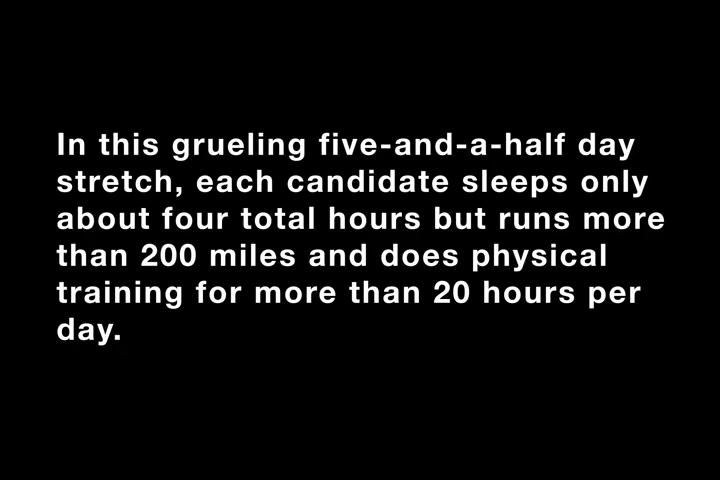 In this grueling five-and-a-half day
stretch, each candidate sleeps only
about four total hours but runs more
than 200 miles and does physical
training for more than 20 hours per
day.